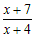 x + 7
x + 4